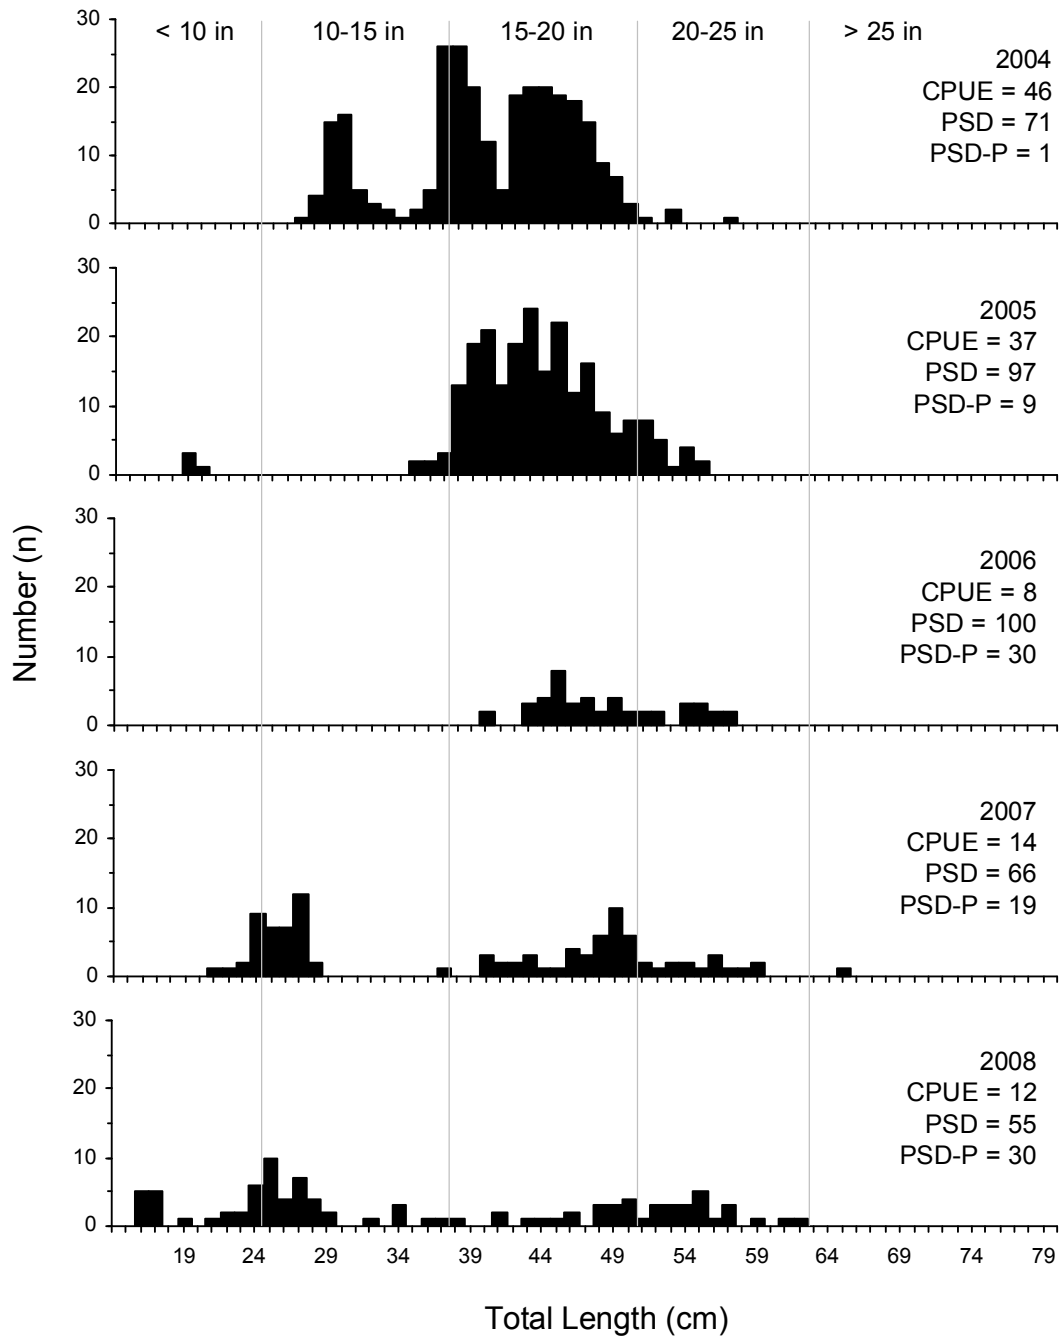 < 10 in 10-15 in 15-20 in 20-25 in > 25 in
30
20
10
0
2004
CPUE = 46
PSD = 71
PSD-P = 1
30
20
10
0
2005
CPUE = 37
PSD = 97
PSD-P = 9
Number (n)
30
20
10
0
2006
CPUE = 8
PSD = 100
PSD-P = 30
30
20
10
0
2007
CPUE = 14
PSD = 66
PSD-P = 19
30
20
10
0
2008
CPUE = 12
PSD = 55
PSD-P = 30
19 24 29 34 39 44 49 54 59 64 69 74 79
Total Length (cm)